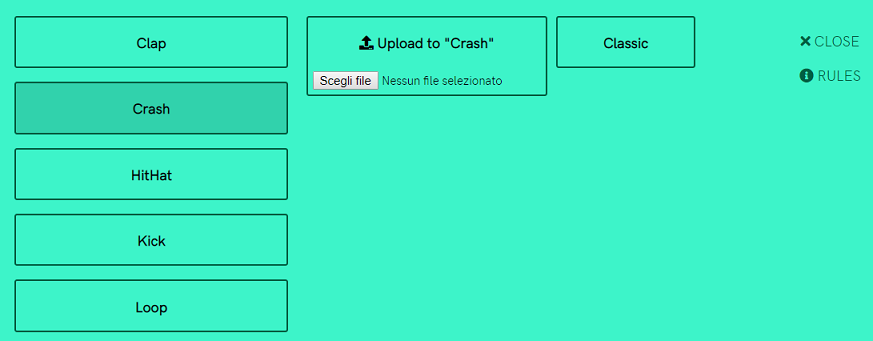 Clap
Crash
HitHat
Kick
Loop
Upload to "Crash"
Scegli file Nessun file selezionato
Classic
CLOSE
RULES